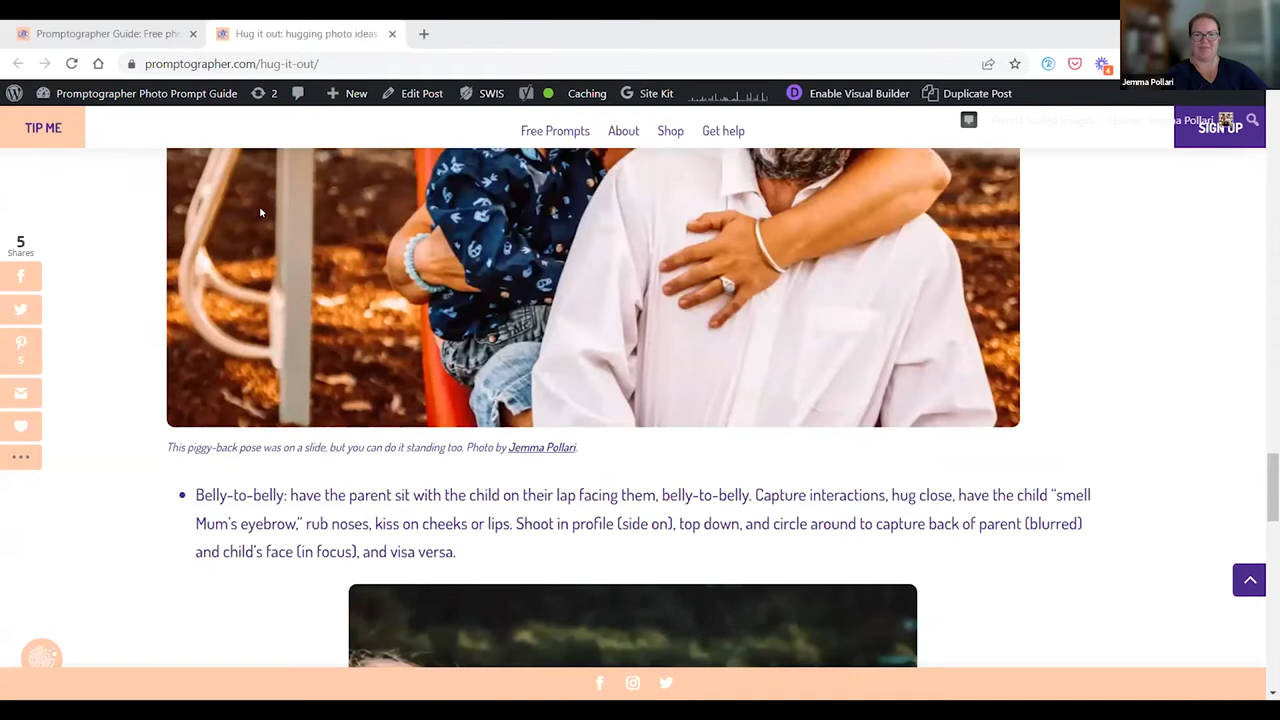 Promptographer Guide: Free ph
Hug it out: hugging photo ideas
promptographer.com/hug-it-out/
4
Jemma Pollari
Promptographer Photo Prompt Guide 2 New Edit Post SWIS Caching Site Kit Enable Visual Builder Duplicate Post
TIP ME
Free Prompts About Shop Get help
Jemma Pollari
SIGN UP
5
Shares
5
This piggy-back pose was on a slide, but you can do it standing too. Photo by Jemma Pollari.
Belly-to-belly: have the parent sit with the child on their lap facing them, belly-to-belly. Capture interactions, hug close, have the child “smell
Mum’s eyebrow,” rub noses, kiss on cheeks or lips. Shoot in profile (side on), top down, and circle around to capture back of parent (blurred)
and child’s face (in focus), and visa versa.